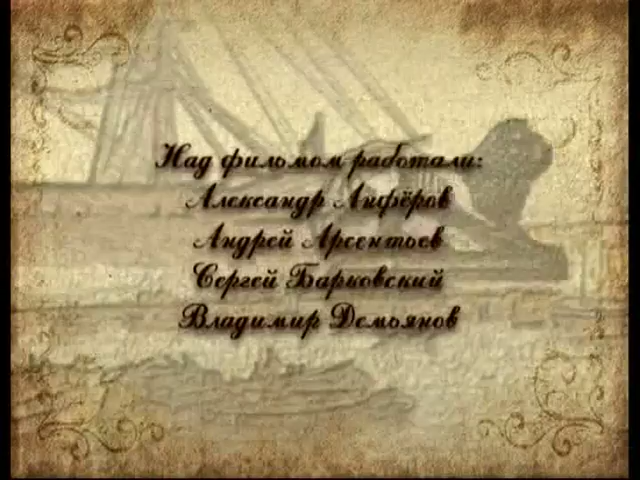 Над фильмом работали:
Александр Анфёров
Андрей Арсентьев
Сергей Барковский
Владимир Демьянов